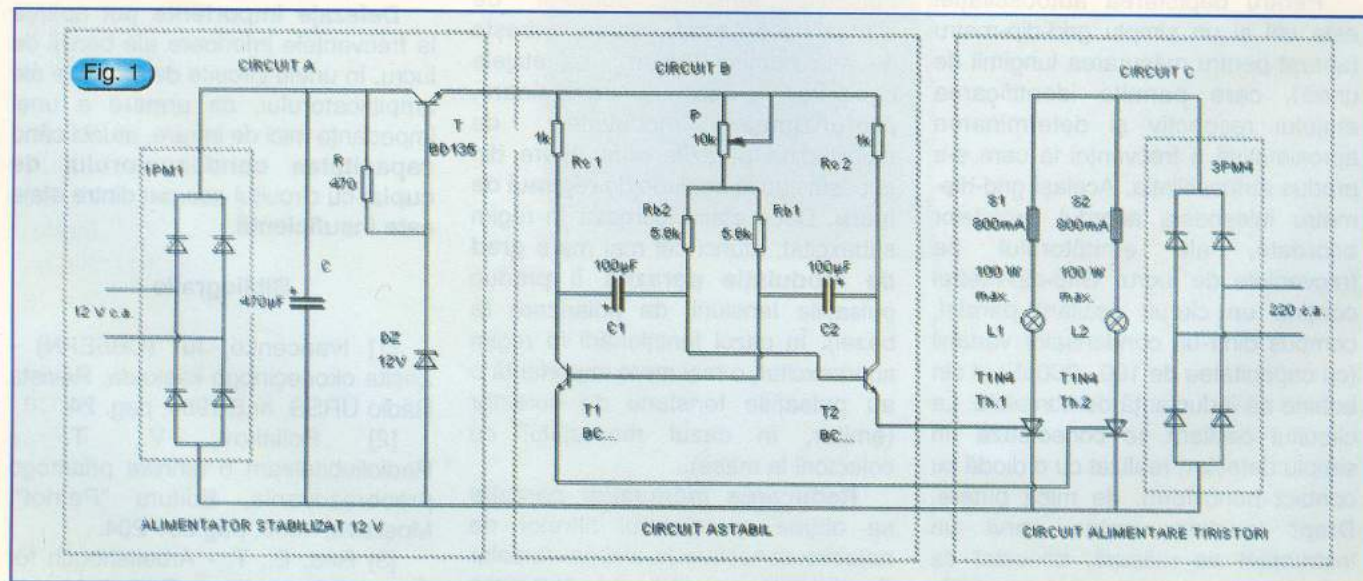 Fig. 1
CIRCUIT A
CIRCUIT B
CIRCUIT C
1PM1
R
470
T
BD135
C
470µF
DZ
12V
12 V c.a.
ALIMENTATOR STABILIZAT 12 V
1k
Rc 1
P
10k
1k
Rc 2
Rb2
5.6k
Rb1
5.6k
100µF
C1
100µF
C2
T1
BC...
T2
BC...
CIRCUIT ASTABIL
3PM4
S1
800mA
S2
800mA
100 W
max.
L1
100 W
max.
L2
220 c.a.
T1N4
Th.1
T1N4
Th.2
CIRCUIT ALIMENTARE TIRISTORI